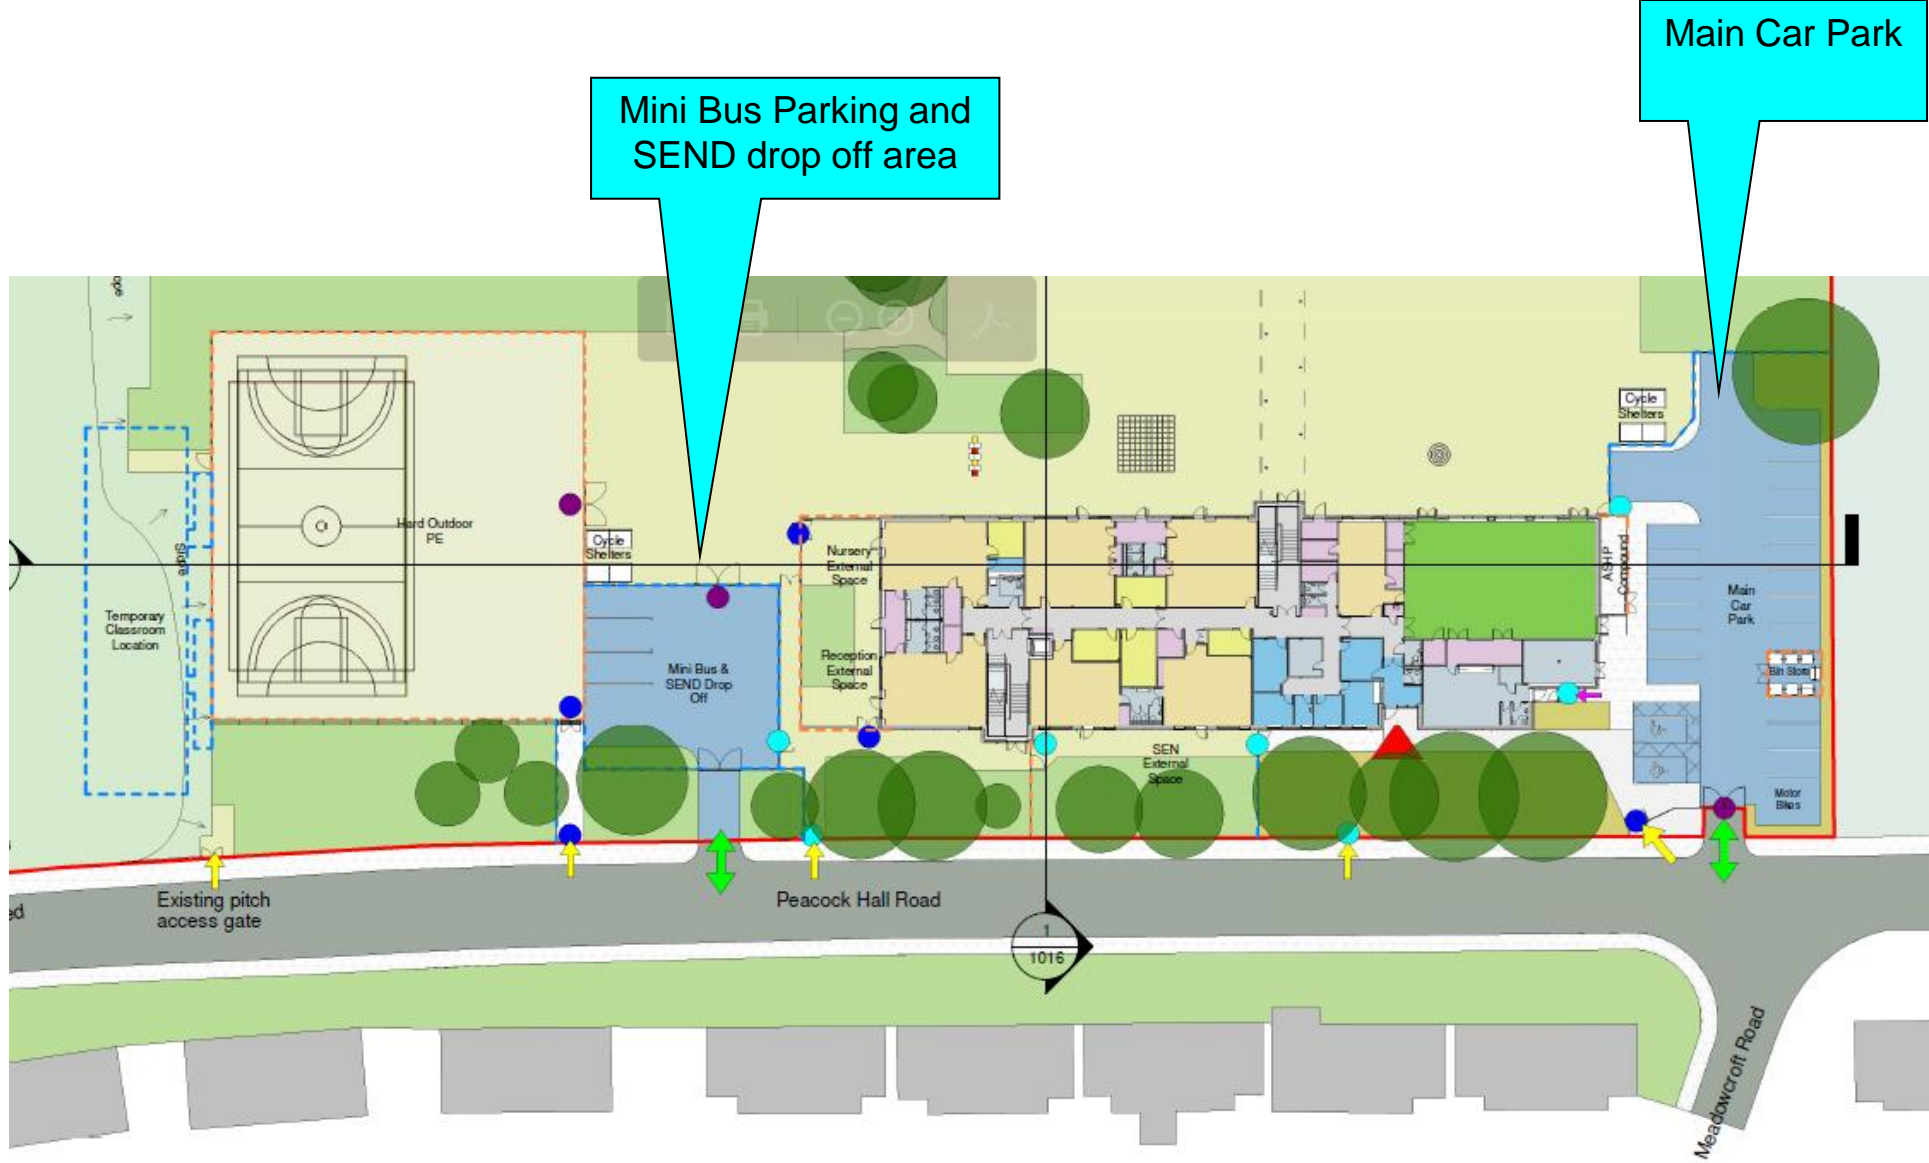 Main Car Park
Mini Bus Parking and
SEND drop off area
Cycle
Shelters
Hard Outdoor
PE
Cycle
Shelters
Nursery
External
Space
ASHP
Compound
Slope
Temporary
Classroom
Location
Main
Car
Park
Mini Bus &
SEND Drop
Off
Reception
External
Space
Bin Store
SEN
External
Space
Motor
Bikes
Existing pitch
access gate
Peacock Hall Road
1
1016
Meadowcroft Road